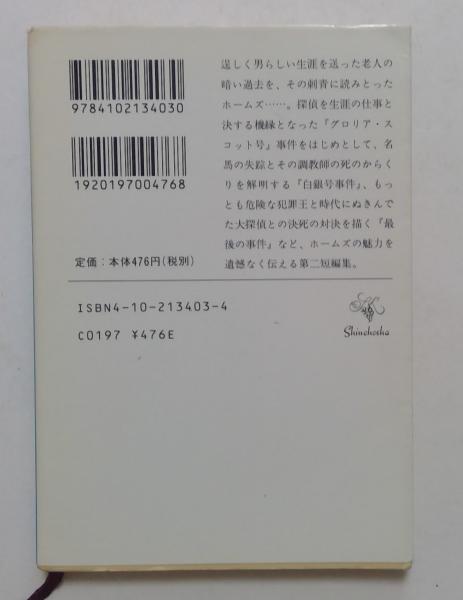 逞しく男らしい生涯を送った老人の
暗い過去を、その刺青に読みとった
ホームズ……。探偵を生涯の仕事と
決する機縁となった『グロリア・ス
コット号』事件をはじめとして、名
馬の失踪とその調教師の死のからく
りを解明する『白銀号事件』、もっ
とも危険な犯罪王と時代にぬきんで
た大探偵との決死の対決を描く『最
後の事件』など、ホームズの魅力を
遺憾なく伝える第二短編集。
9784102134030
1920197004768
定価：本体476円（税別）
ISBN4-10-213403-4
C0197 ¥476E
Shinchosha